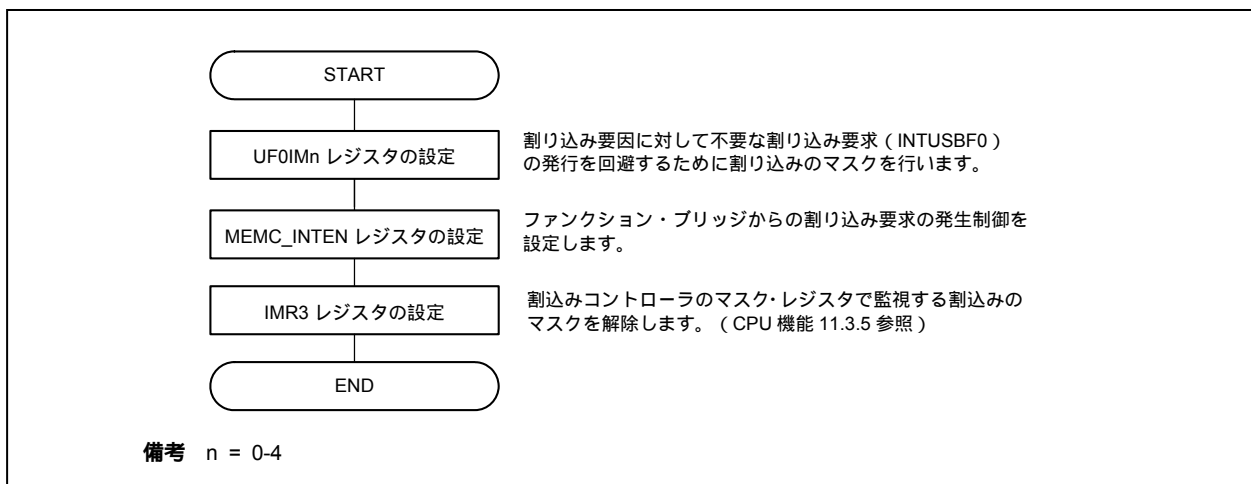 START
UF0IMn レジスタの設定
割り込み要因に対して不要な割り込み要求（INTUSBF0）
の発行を回避するために割り込みのマスクを行います。
MEMC_INTEN レジスタの設定
ファンクション・ブリッジからの割り込み要求の発生制御を
設定します。
IMR3 レジスタの設定
割込みコントローラのマスク・レジスタで監視する割込みの
マスクを解除します。（CPU 機能 11.3.5 参照）
END
備考 n = 0-4